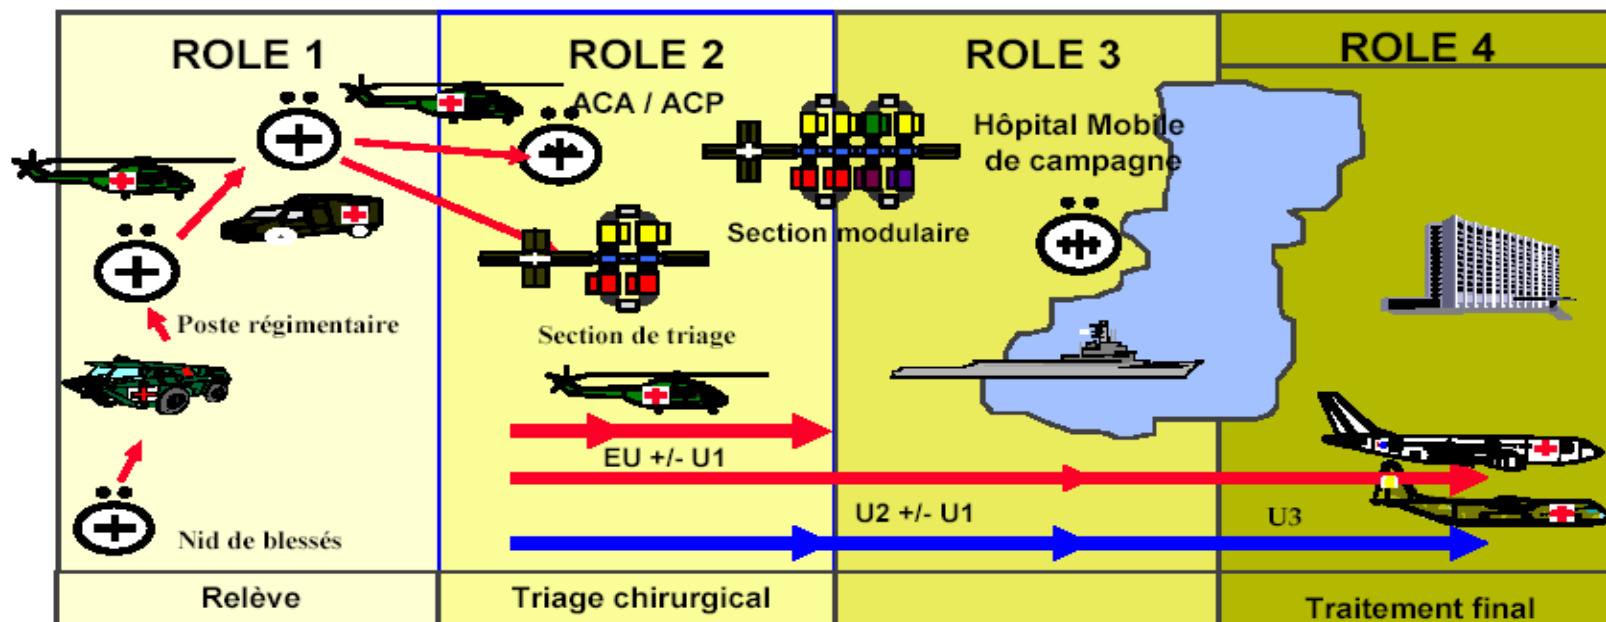 ROLE 1
ROLE 2
ROLE 3
ROLE 4
ACA / ACP
Hôpital Mobile
de campagne
Section modulaire
Poste régimentaire
Section de triage
EU +/- U1
U2 +/- U1
U3
Nid de blessés
Relève
Triage chirurgical
Traitement final